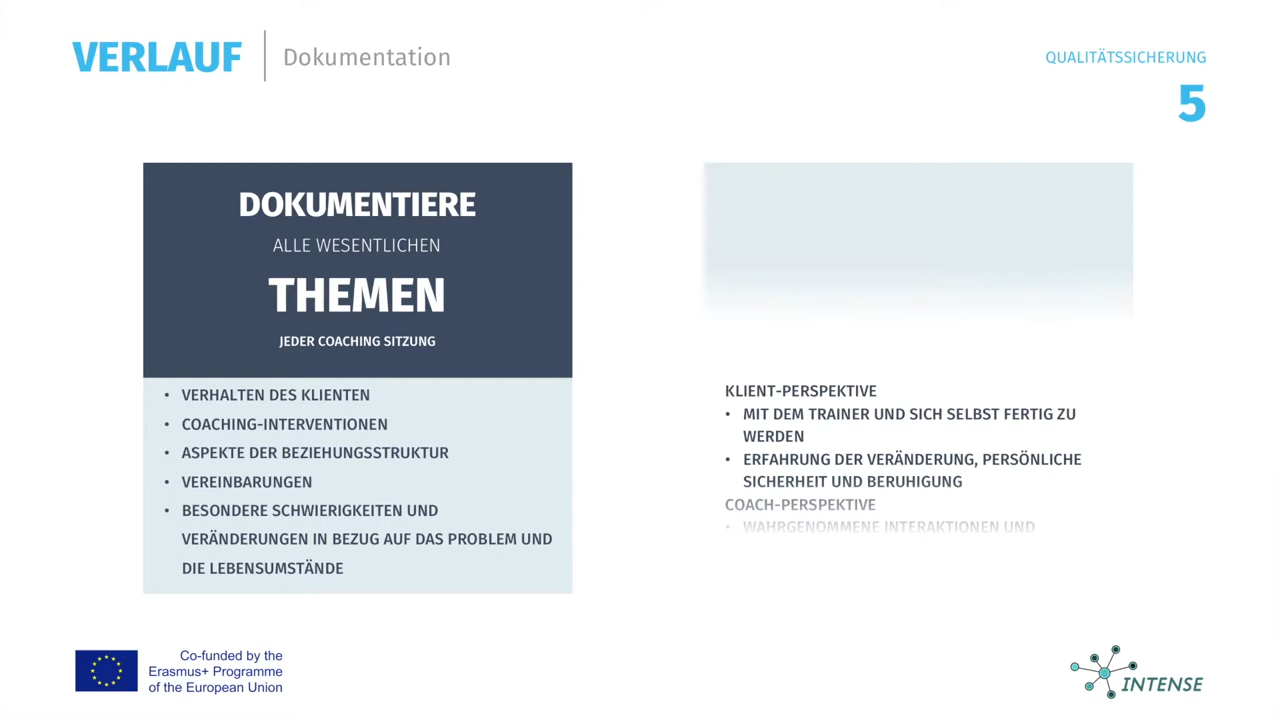 VERLAUF
Dokumentation
QUALITÄTSSICHERUNG
5
DOKUMENTIERE
ALLE WESENTLICHEN
THEMEN
JEDER COACHING SITZUNG
• VERHALTEN DES KLIENTEN
• COACHING-INTERVENTIONEN
• ASPEKTE DER BEZIEHUNGSSTRUKTUR
• VEREINBARUNGEN
• BESONDERE SCHWIERIGKEITEN UND
VERÄNDERUNGEN IN BEZUG AUF DAS PROBLEM UND
DIE LEBENSUMSTÄNDE
KLIENT-PERSPEKTIVE
• MIT DEM TRAINER UND SICH SELBST FERTIG ZU
WERDEN
• ERFAHRUNG DER VERÄNDERUNG, PERSÖNLICHE
SICHERHEIT UND BERUHIGUNG
COACH-PERSPEKTIVE
• WAHRGENOMMENE INTERAKTIONEN UND
Co-funded by the
Erasmus+ Programme
of the European Union
INTENSE